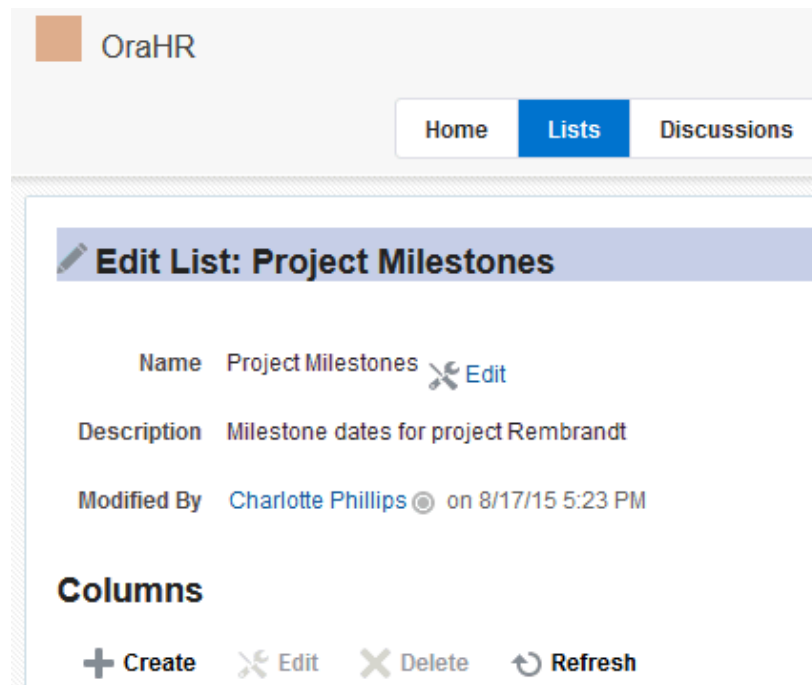 OraHR
Home Lists Discussions
Edit List: Project Milestones
Name Project Milestones Edit
Description Milestone dates for project Rembrandt
Modified By Charlotte Phillips on 8/17/15 5:23 PM
Columns
Create Edit Delete Refresh